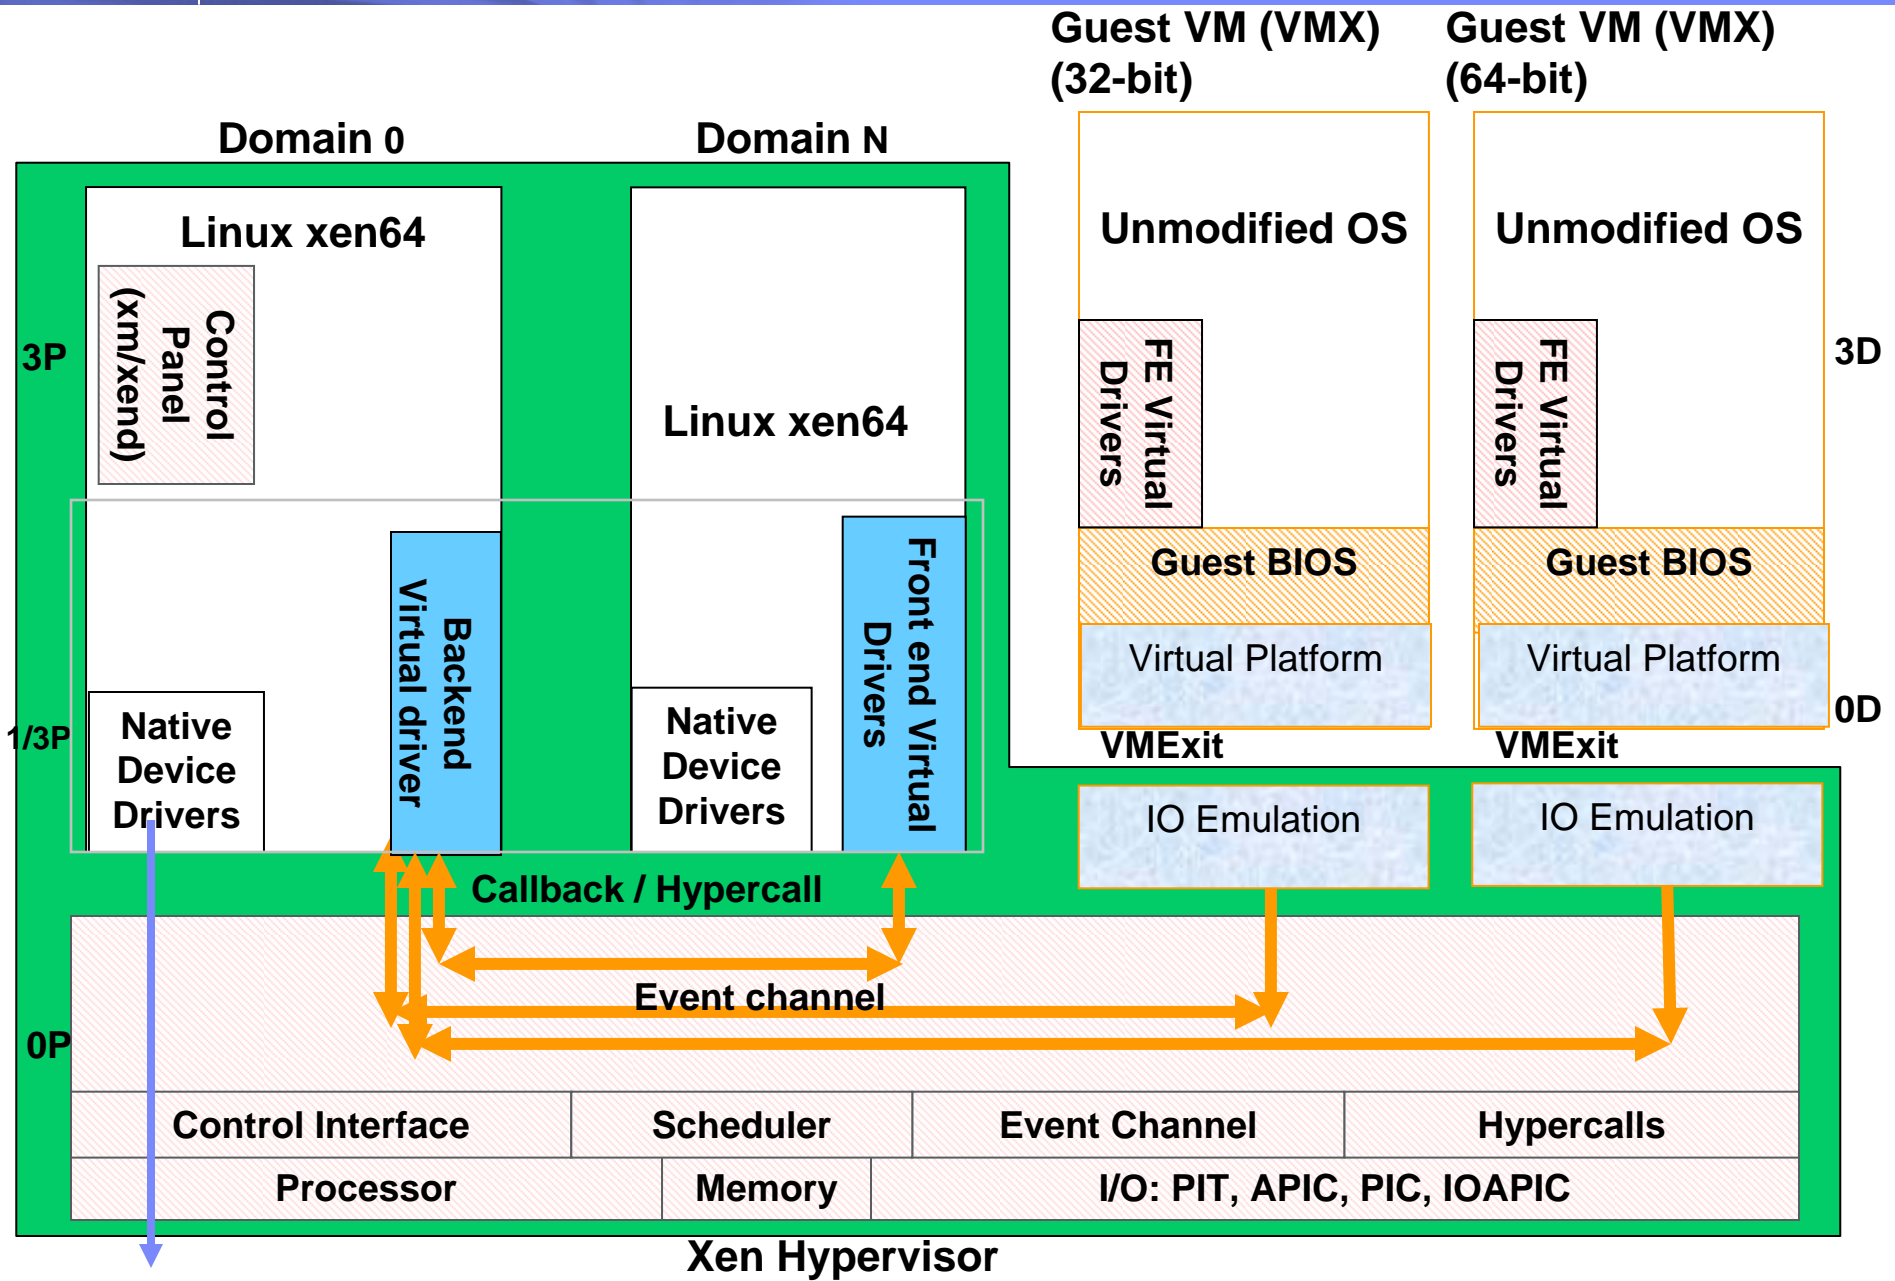 Guest VM (VMX)
(32-bit)
Guest VM (VMX)
(64-bit)
Domain 0
Domain N
Linux xen64
Control
Panel
(xm/xend)
3P
Linux xen64
Unmodified OS
Unmodified OS
3D
FE Virtual
Drivers
FE Virtual
Drivers
Guest BIOS
Guest BIOS
Virtual Platform
Virtual Platform
0D
VMExit
VMExit
1/3P
Native
Device
Drivers
Backend
Virtual driver
Native
Device
Drivers
Front end Virtual
Drivers
IO Emulation
IO Emulation
Callback / Hypercall
Event channel
0P
Control Interface
Scheduler
Event Channel
Hypercalls
Processor
Memory
I/O: PIT, APIC, PIC, IOAPIC
Xen Hypervisor